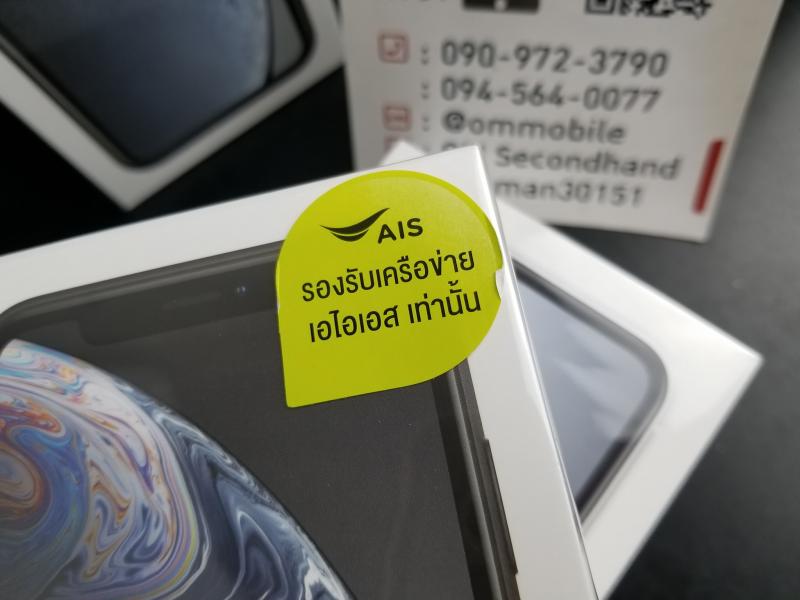 : 090-972-3790
: 094-564-0077
: @ommobile
Secondhand
man30151
AIS
รองรับเครือข่าย
เอไอเอส เท่านั้น